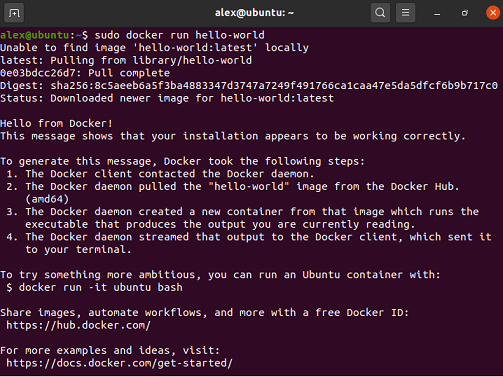 alex@ubuntu: ~
alex@ubuntu:~$ sudo docker run hello-world
Unable to find image 'hello-world:latest' locally
latest: Pulling from library/hello-world
0e03bdcc26d7: Pull complete
Digest: sha256:8c5aeeb6a5f3ba4883347d3747a7249f491766ca1caa47e5da5dfcf6b9b717c0
Status: Downloaded newer image for hello-world:latest

Hello from Docker!
This message shows that your installation appears to be working correctly.

To generate this message, Docker took the following steps:
 1. The Docker client contacted the Docker daemon.
 2. The Docker daemon pulled the "hello-world" image from the Docker Hub.
    (amd64)
 3. The Docker daemon created a new container from that image which runs the
    executable that produces the output you are currently reading.
 4. The Docker daemon streamed that output to the Docker client, which sent it
    to your terminal.

To try something more ambitious, you can run an Ubuntu container with:
 $ docker run -it ubuntu bash

Share images, automate workflows, and more with a free Docker ID:
 https://hub.docker.com/

For more examples and ideas, visit:
 https://docs.docker.com/get-started/